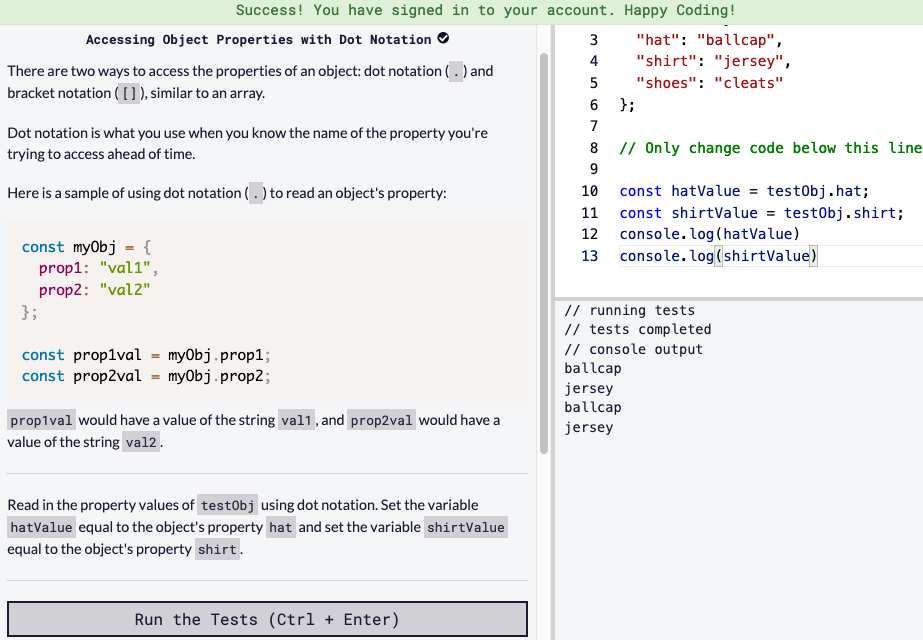 Success! You have signed in to your account. Happy Coding!
Accessing Object Properties with Dot Notation
There are two ways to access the properties of an object: dot notation ( . ) and
bracket notation ( [] ), similar to an array.
Dot notation is what you use when you know the name of the property you're
trying to access ahead of time.
Here is a sample of using dot notation ( . ) to read an object's property:
const myObj = {
  prop1: "val1",
  prop2: "val2"
};
const prop1val = myObj.prop1;
const prop2val = myObj.prop2;
prop1val would have a value of the string val1, and prop2val would have a
value of the string val2.
Read in the property values of testObj using dot notation. Set the variable
hatValue equal to the object's property hat and set the variable shirtValue
equal to the object's property shirt.
Run the Tests (Ctrl + Enter)
3   "hat": "ballcap",
4   "shirt": "jersey",
5   "shoes": "cleats"
6 };
7
8 // Only change code below this line
9
10 const hatValue = testObj.hat;
11 const shirtValue = testObj.shirt;
12 console.log(hatValue)
13 console.log(shirtValue)
// running tests
// tests completed
// console output
ballcap
jersey
ballcap
jersey